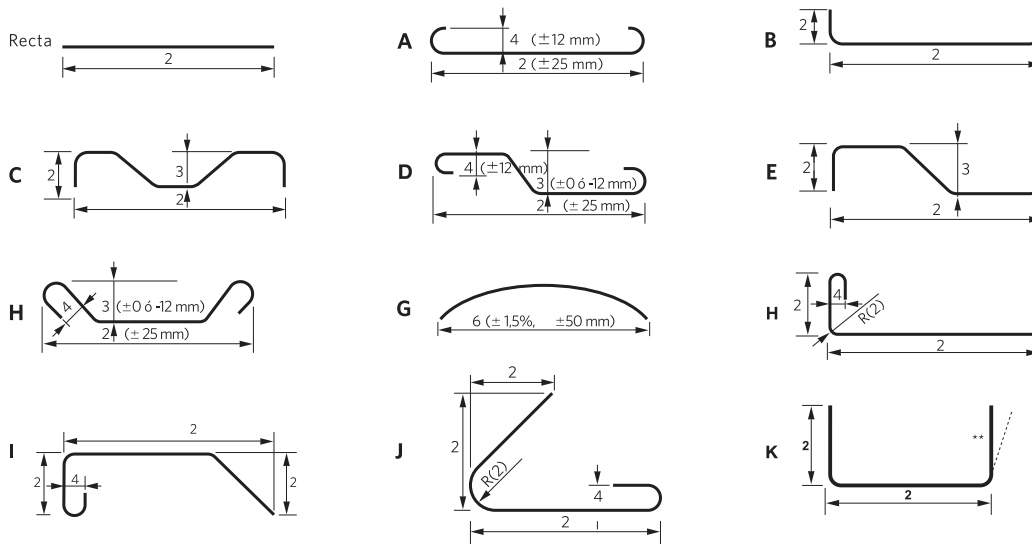 Recta
2
A
4 (±12 mm)
2 (±25 mm)
B
2
2
C
2
3
2
D
4 (±12 mm)
3 (±0 ó -12 mm)
2 (± 25 mm)
E
2
3
2
H
4
3 (±0 ó -12 mm)
2 (±25 mm)
G
6 (± 1,5%, ±50 mm)
H
2
4
R(2)
2
I
2
2
4
2
J
2
2
R(2)
4
2
K
2
**
2